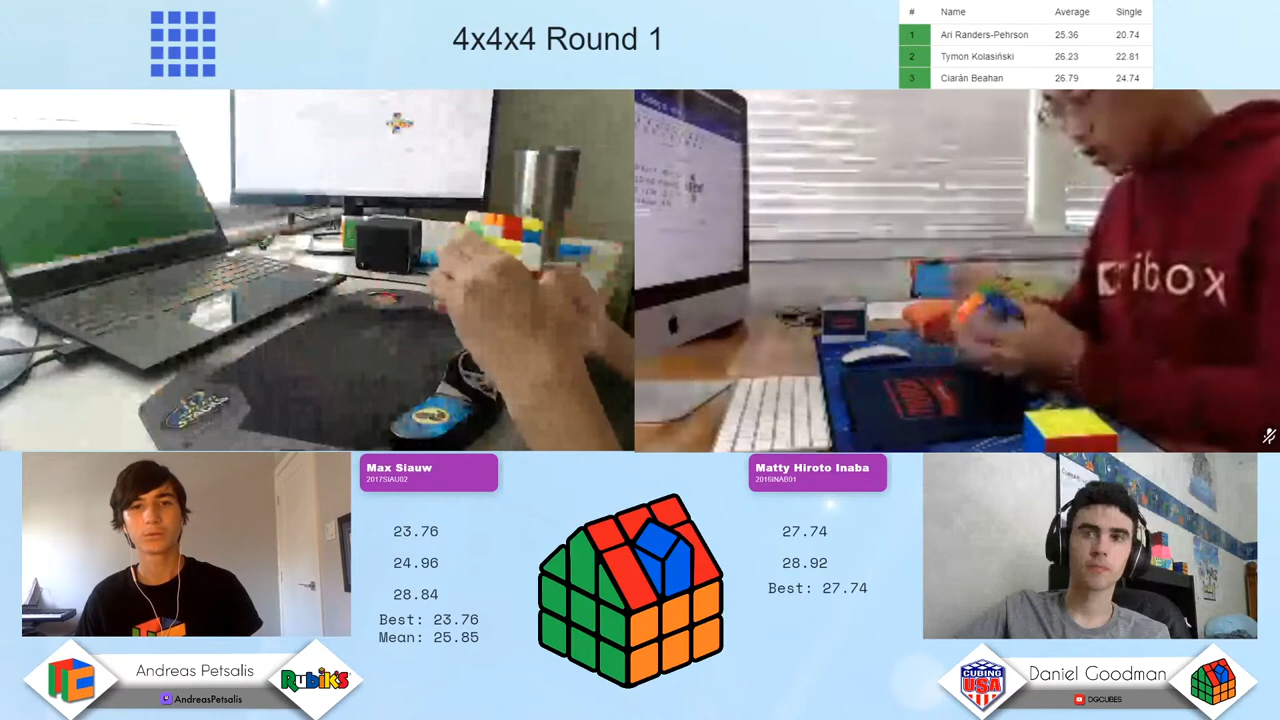 4x4x4 Round 1
# Name Average Single
1 Ari Randers-Pehrson 25.36 20.74
2 Tymon Kolasiński 26.23 22.81
3 Ciarán Beahan 26.79 24.74
ribox
Max Siauw
2017SIAU02
23.76
24.96
28.84
Best: 23.76
Mean: 25.85
Matty Hiroto Inaba
2016INAB01
27.74
28.92
Best: 27.74
Andreas Petsalis
AndreasPetsalis
RUBIK'S
Daniel Goodman
DGCUBES
CUBING
USA